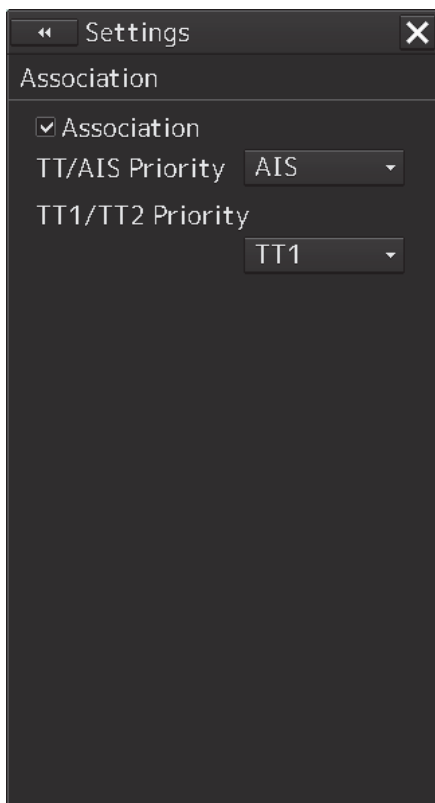 Settings
Association
Association
TT/AIS Priority AIS
TT1/TT2 Priority
TT1